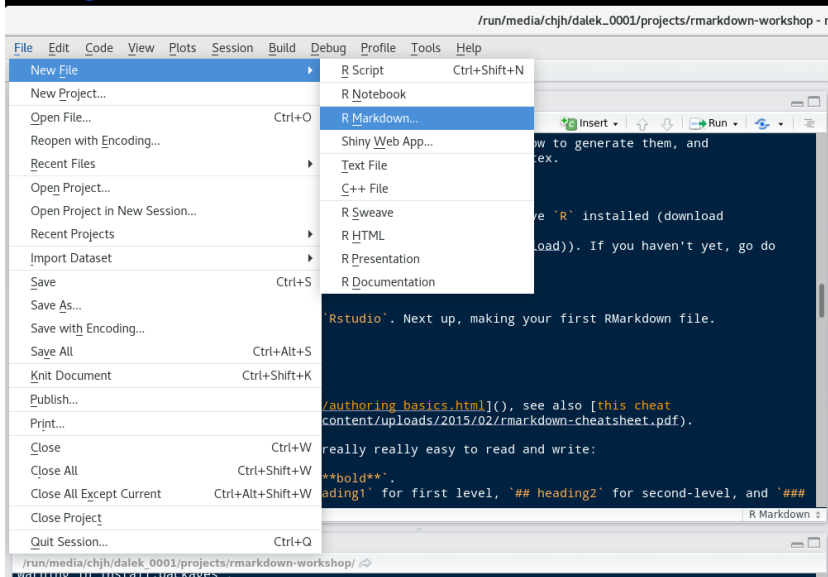 /run/media/chjh/dalek_0001/projects/rmarkdown-workshop - r
File Edit Code View Plots Session Build Debug Profile Tools Help
New File
New Project...
Open File... Ctrl+O
Reopen with Encoding...
Recent Files
Open Project...
Open Project in New Session...
Recent Projects
Import Dataset
Save Ctrl+S
Save As...
Save with Encoding...
Save All Ctrl+Alt+S
Knit Document Ctrl+Shift+K
Publish...
Print...
Close Ctrl+W
Close All Ctrl+Shift+W
Close All Except Current Ctrl+Alt+Shift+W
Close Project
Quit Session... Ctrl+Q
R Script Ctrl+Shift+N
R Notebook
R Markdown...
Shiny Web App...
Text File
C++ File
R Sweave
R HTML
R Presentation
R Documentation
Insert Run
ow to generate them, and
tex.
ve `R` installed (download
oad)). If you haven't yet, go do
`Rstudio`. Next up, making your first RMarkdown file.
/authoring_basics.html](), see also [this cheat
content/uploads/2015/02/rmarkdown-cheatsheet.pdf).
really really easy to read and write:
**bold**`.
ading1` for first level, `## heading2` for second-level, and `###
R Markdown
/run/media/chjh/dalek_0001/projects/rmarkdown-workshop/
Warning in install.packages :